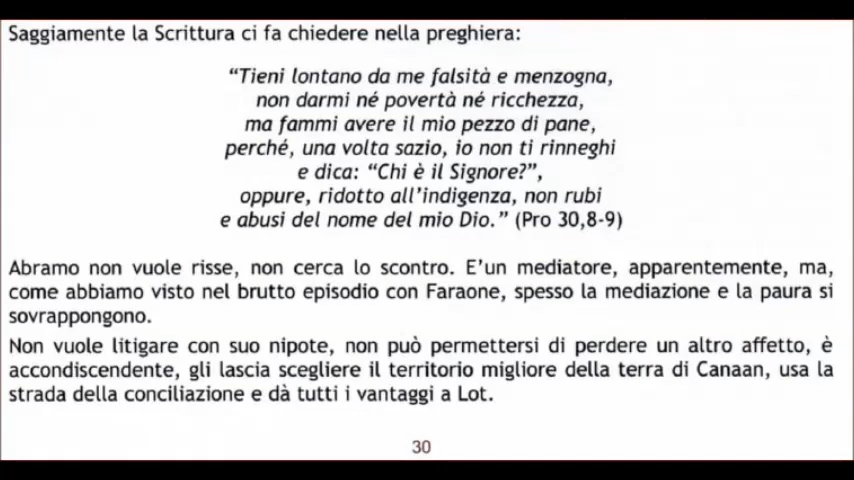 Saggiamente la Scrittura ci fa chiedere nella preghiera:
“Tieni lontano da me falsità e menzogna,
non darmi né povertà né ricchezza,
ma fammi avere il mio pezzo di pane,
perché, una volta sazio, io non ti rinneghi
e dica: “Chi è il Signore?”,
oppure, ridotto all’indigenza, non rubi
e abusi del nome del mio Dio.” (Pro 30,8-9)
Abramo non vuole risse, non cerca lo scontro. E’un mediatore, apparentemente, ma,
come abbiamo visto nel brutto episodio con Faraone, spesso la mediazione e la paura si
sovrappongono.
Non vuole litigare con suo nipote, non può permettersi di perdere un altro affetto, è
accondiscendente, gli lascia scegliere il territorio migliore della terra di Canaan, usa la
strada della conciliazione e dà tutti i vantaggi a Lot.
30